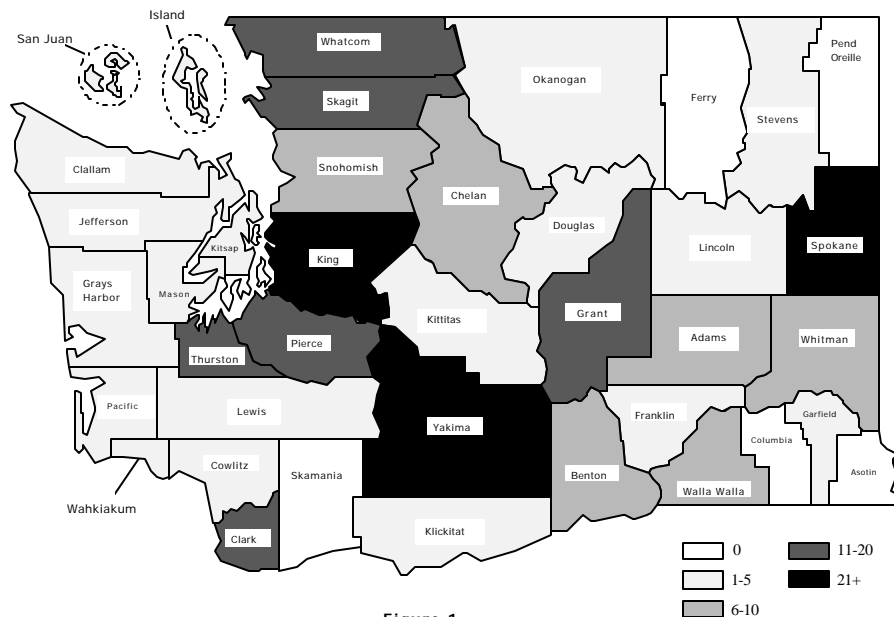 Island
San Juan
Whatcom
Pend
Oreille
Okanogan
Skagit
Ferry
Stevens
Snohomish
Clallam
Chelan
Jefferson
Douglas
Kitsap
Lincoln
Spokane
King
Grays
Harbor
Mason
Kittitas
Grant
Adams
Whitman
Pierce
Thurston
Pacific
Lewis
Franklin
Garfield
Yakima
Columbia
Cowlitz
Skamania
Benton
Asotin
Walla Walla
Wahkiakum
Klickitat
Clark
0
11-20
1-5
21+
6-10
Figure 1